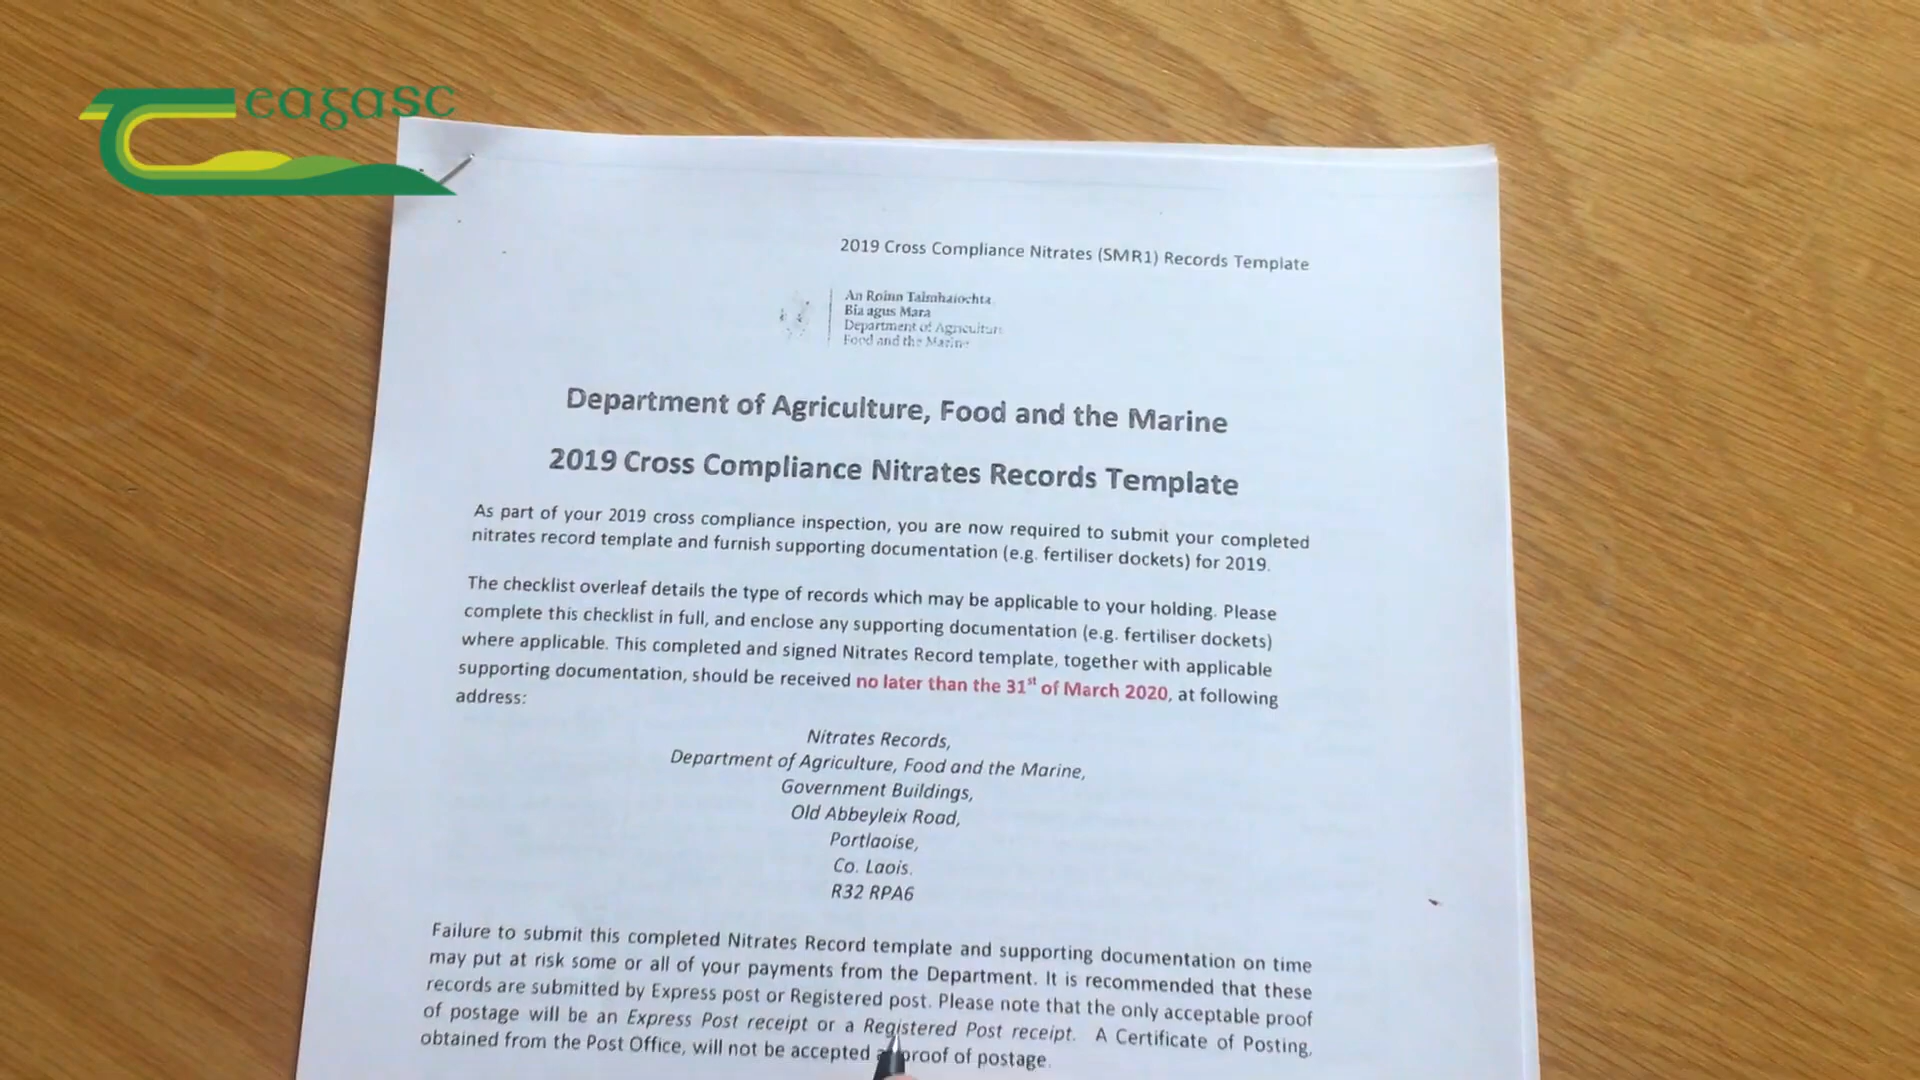 eagasc
2019 Cross Compliance Nitrates (SMR1) Records Template
An Roinn Talmhaíochta
Bia agus Mara
Department of Agriculture
Food and the Marine
Department of Agriculture, Food and the Marine
2019 Cross Compliance Nitrates Records Template
As part of your 2019 cross compliance inspection, you are now required to submit your completed
nitrates record template and furnish supporting documentation (e.g. fertiliser dockets) for 2019.
The checklist overleaf details the type of records which may be applicable to your holding. Please
complete this checklist in full, and enclose any supporting documentation (e.g. fertiliser dockets)
where applicable. This completed and signed Nitrates Record template, together with applicable
supporting documentation, should be received no later than the 31st of March 2020, at following
address:
Nitrates Records,
Department of Agriculture, Food and the Marine,
Government Buildings,
Old Abbeyleix Road,
Portlaoise,
Co. Laois.
R32 RPA6
Failure to submit this completed Nitrates Record template and supporting documentation on time
may put at risk some or all of your payments from the Department. It is recommended that these
records are submitted by Express post or Registered post. Please note that the only acceptable proof
of postage will be an Express Post receipt or a Registered Post receipt. A Certificate of Posting,
obtained from the Post Office, will not be accepted proof of postage.